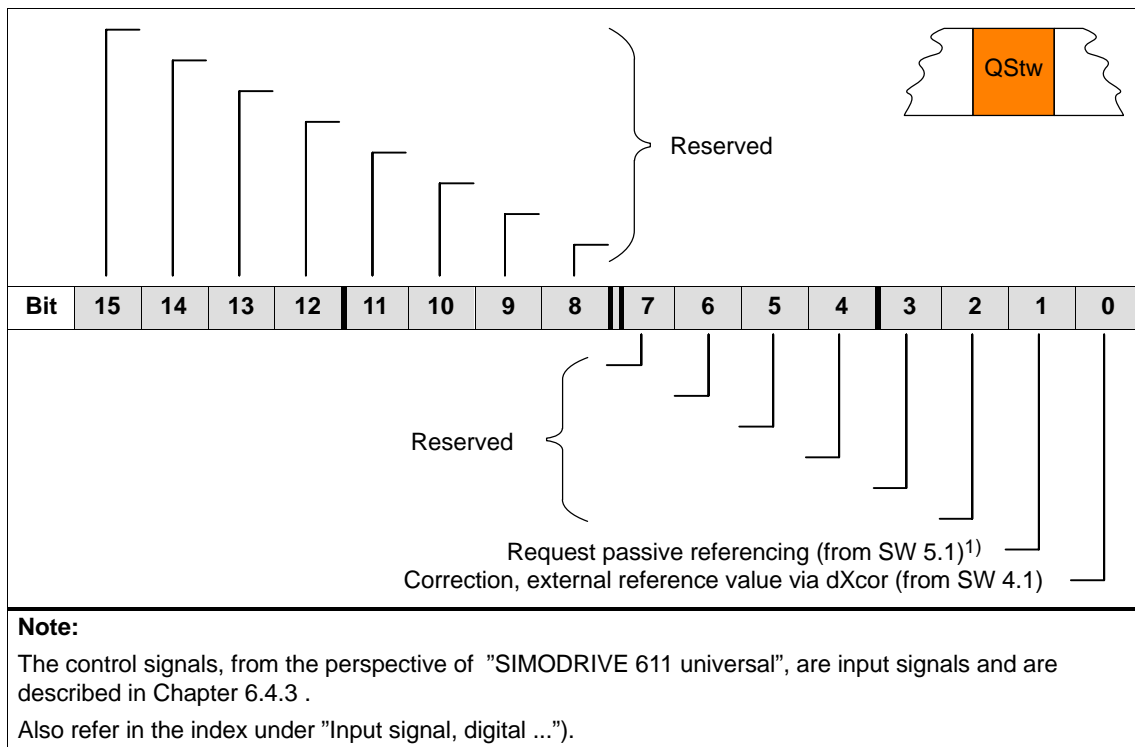 QStw
Reserved
Bit 15 14 13 12 11 10 9 8 7 6 5 4 3 2 1 0
Reserved
Request passive referencing (from SW 5.1)1)
Correction, external reference value via dXcor (from SW 4.1)
Note:
The control signals, from the perspective of ”SIMODRIVE 611 universal”, are input signals and are
described in Chapter 6.4.3 .
Also refer in the index under ”Input signal, digital ...”).